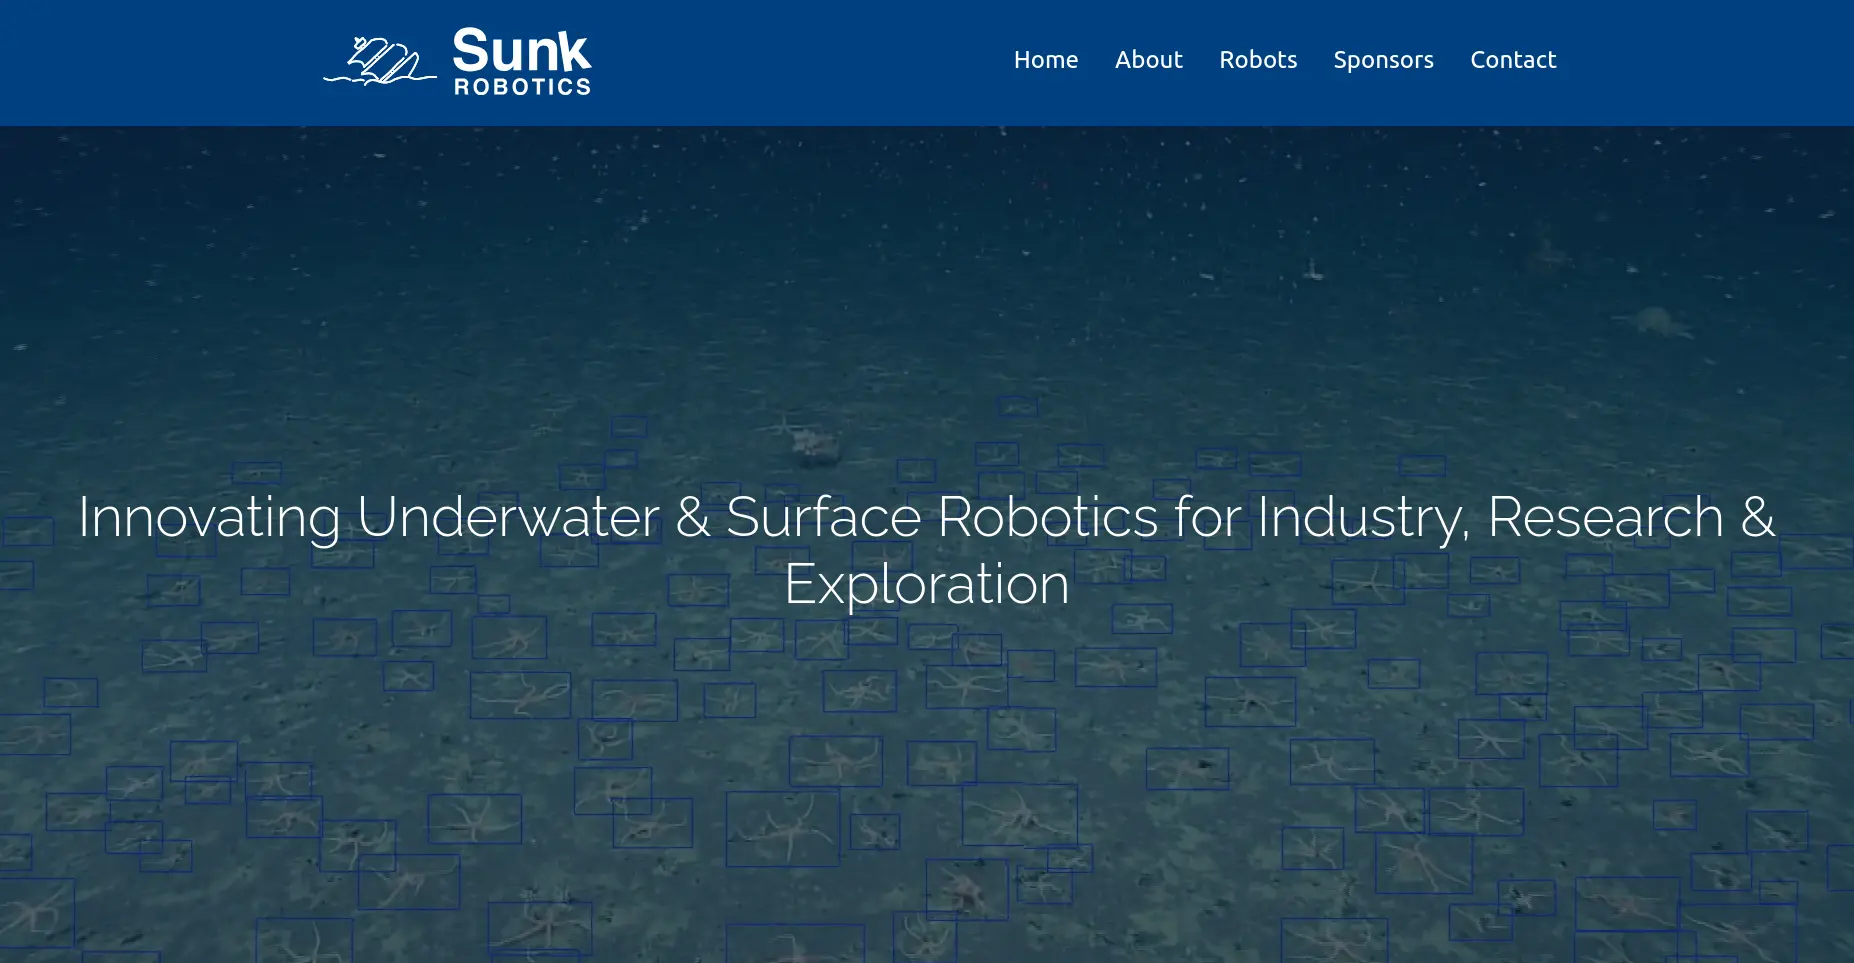 Sunk
ROBOTICS
Home About Robots Sponsors Contact
Innovating Underwater & Surface Robotics for Industry, Research &
Exploration